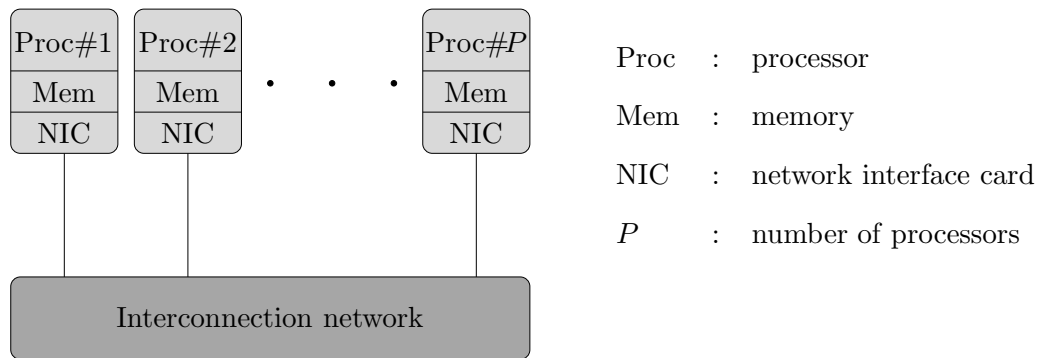 Proc#1 Proc#2 Proc#P
Mem Mem Mem
NIC NIC NIC
Interconnection network
Proc : processor
Mem : memory
NIC : network interface card
P : number of processors